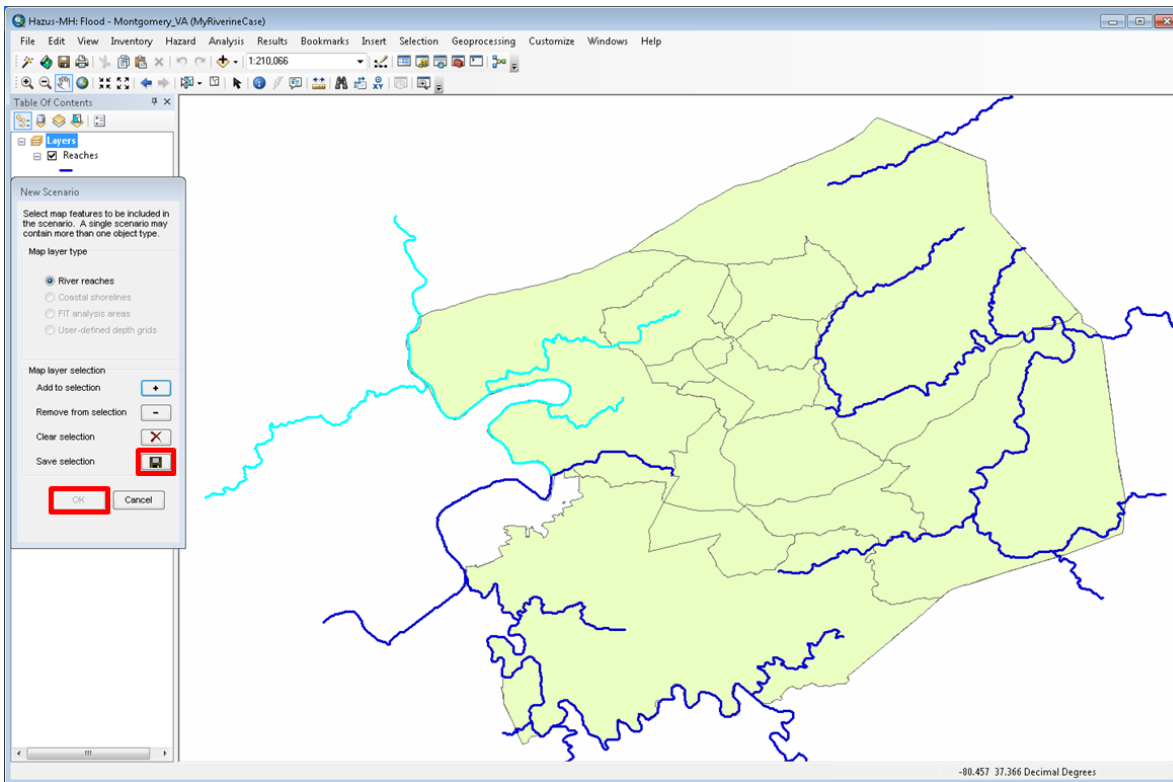 Hazus-MH: Flood - Montgomery_VA (MyRiverineCase)
File Edit View Inventory Hazard Analysis Results Bookmarks Insert Selection Geoprocessing Customize Windows Help
1:210,066
Table Of Contents
Layers
Reaches
New Scenario
Select map features to be included in
the scenario. A single scenario may
contain more than one object type.
Map layer type
River reaches
Coastal shorelines
FIT analysis areas
User-defined depth grids
Map layer selection
Add to selection
Remove from selection
Clear selection
Save selection
OK Cancel
-80.457 37.366 Decimal Degrees